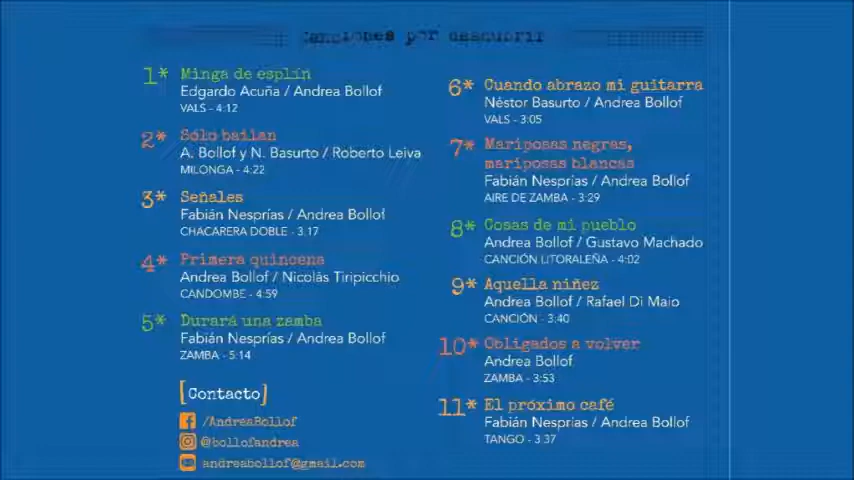 Canciones por descubrir
1* Minga de esplín
Edgardo Acuña / Andrea Bollof
VALS - 4:12
2* Sólo bailan
A. Bollof y N. Basurto / Roberto Leiva
MILONGA - 4:22
3* Señales
Fabián Nesprías / Andrea Bollof
CHACARERA DOBLE - 3.17
4* Primera quincena
Andrea Bollof / Nicolás Tiripicchio
CANDOMBE - 4:59
5* Durará una zamba
Fabián Nesprías / Andrea Bollof
ZAMBA - 5:14
[Contacto]
/AndreaBollof
@bollofandrea
andreabollof@gmail.com
6* Cuando abrazo mi guitarra
Néstor Basurto / Andrea Bollof
VALS - 3:05
7* Mariposas negras,
mariposas blancas
Fabián Nesprías / Andrea Bollof
AIRE DE ZAMBA - 3:29
8* Cosas de mi pueblo
Andrea Bollof / Gustavo Machado
CANCIÓN LITORALEÑA - 4:02
9* Aquella niñez
Andrea Bollof / Rafael Di Maio
CANCIÓN - 3:40
10* Obligados a volver
Andrea Bollof
ZAMBA - 3:53
11* El próximo café
Fabián Nesprías / Andrea Bollof
TANGO - 3.37